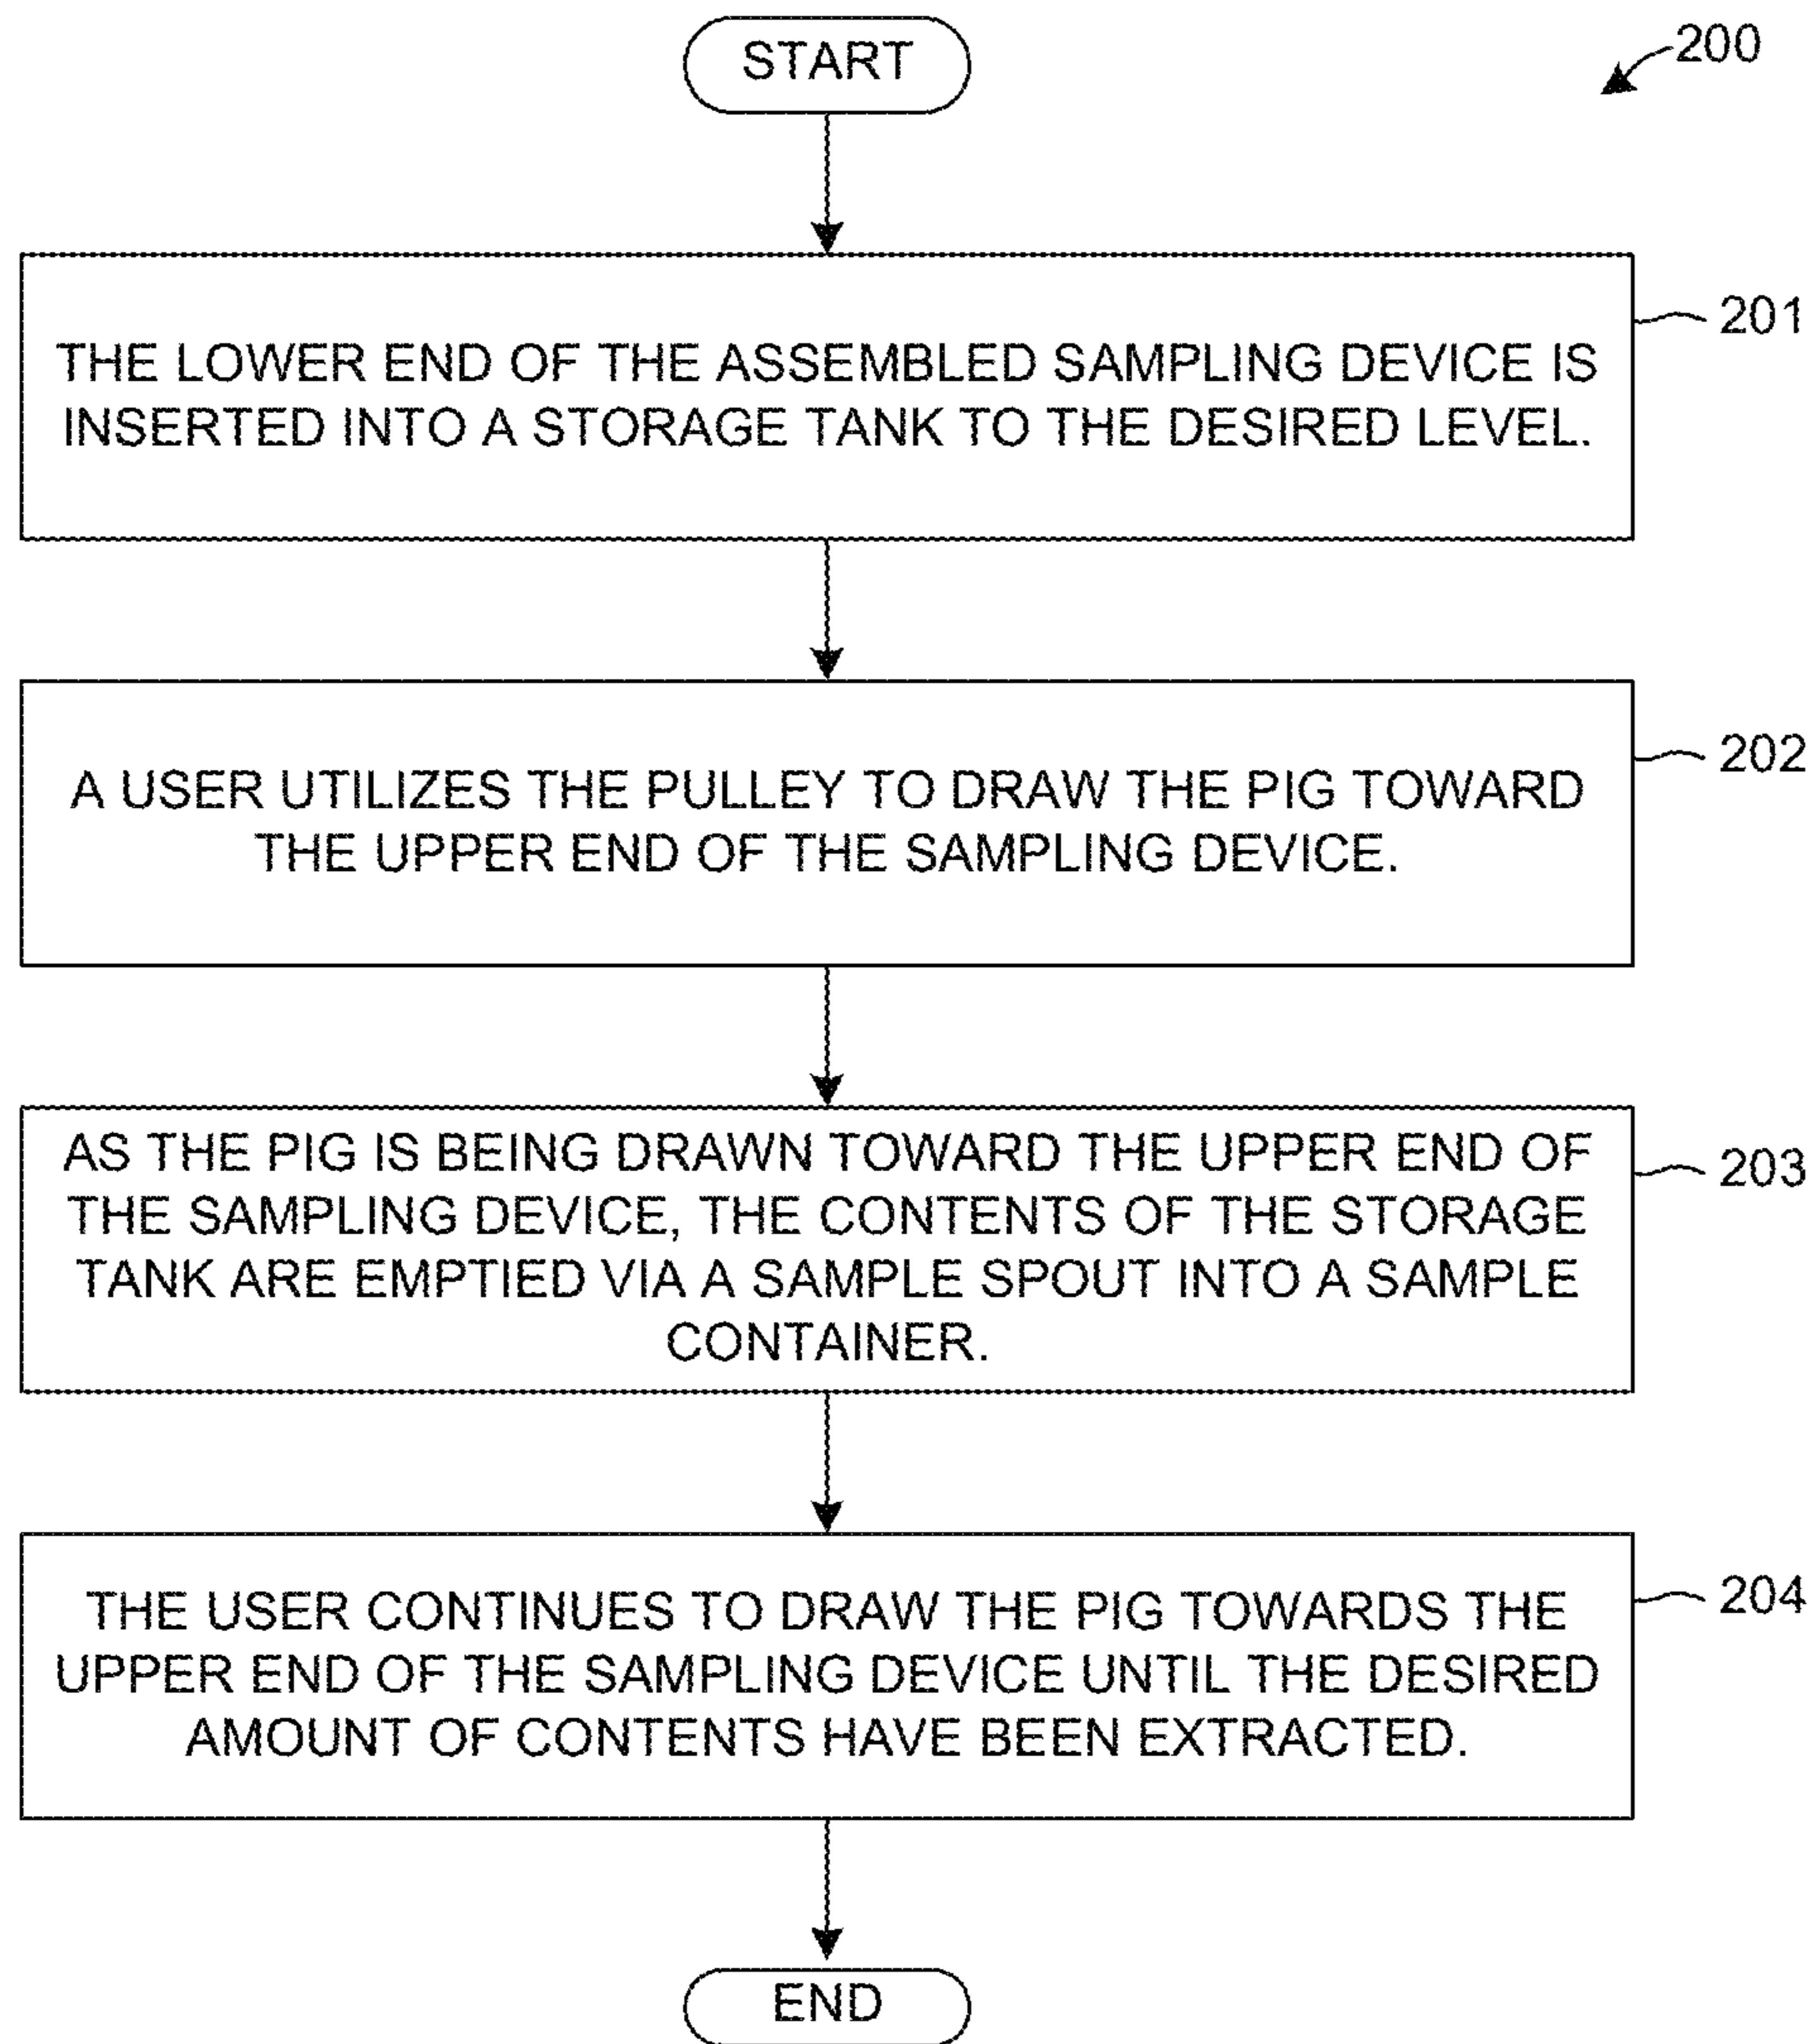 START
200
THE LOWER END OF THE ASSEMBLED SAMPLING DEVICE IS
INSERTED INTO A STORAGE TANK TO THE DESIRED LEVEL.
201
A USER UTILIZES THE PULLEY TO DRAW THE PIG TOWARD
THE UPPER END OF THE SAMPLING DEVICE.
202
AS THE PIG IS BEING DRAWN TOWARD THE UPPER END OF
THE SAMPLING DEVICE, THE CONTENTS OF THE STORAGE
TANK ARE EMPTIED VIA A SAMPLE SPOUT INTO A SAMPLE
CONTAINER.
203
THE USER CONTINUES TO DRAW THE PIG TOWARDS THE
UPPER END OF THE SAMPLING DEVICE UNTIL THE DESIRED
AMOUNT OF CONTENTS HAVE BEEN EXTRACTED.
204
END